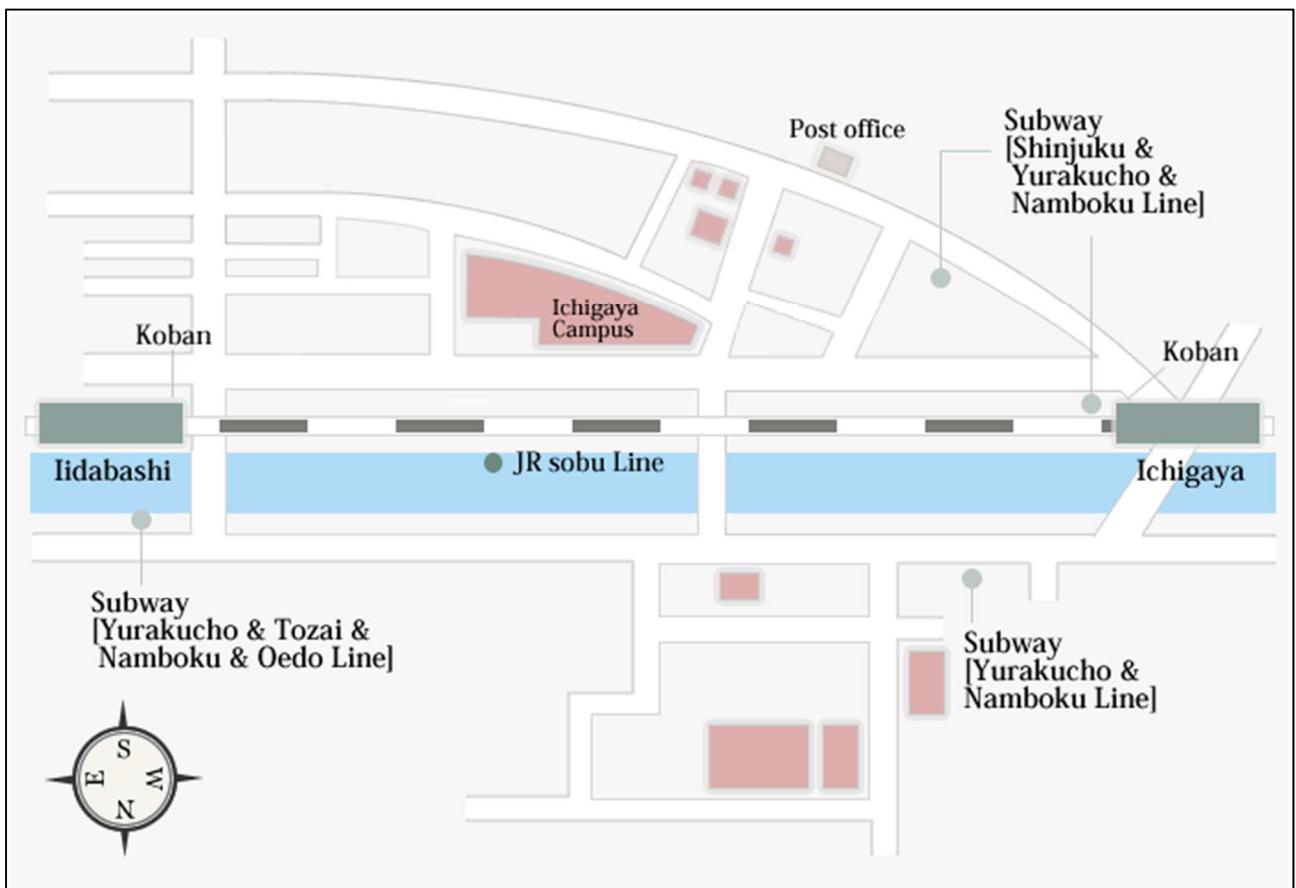 Post office
Subway
[Shinjuku &
Yurakucho &
Namboku Line]
Ichigaya
Campus
Koban
Koban
Iidabashi
JR sobu Line
Ichigaya
Subway
[Yurakucho & Tozai &
Namboku & Oedo Line]
Subway
[Yurakucho &
Namboku Line]
S
E
W
N